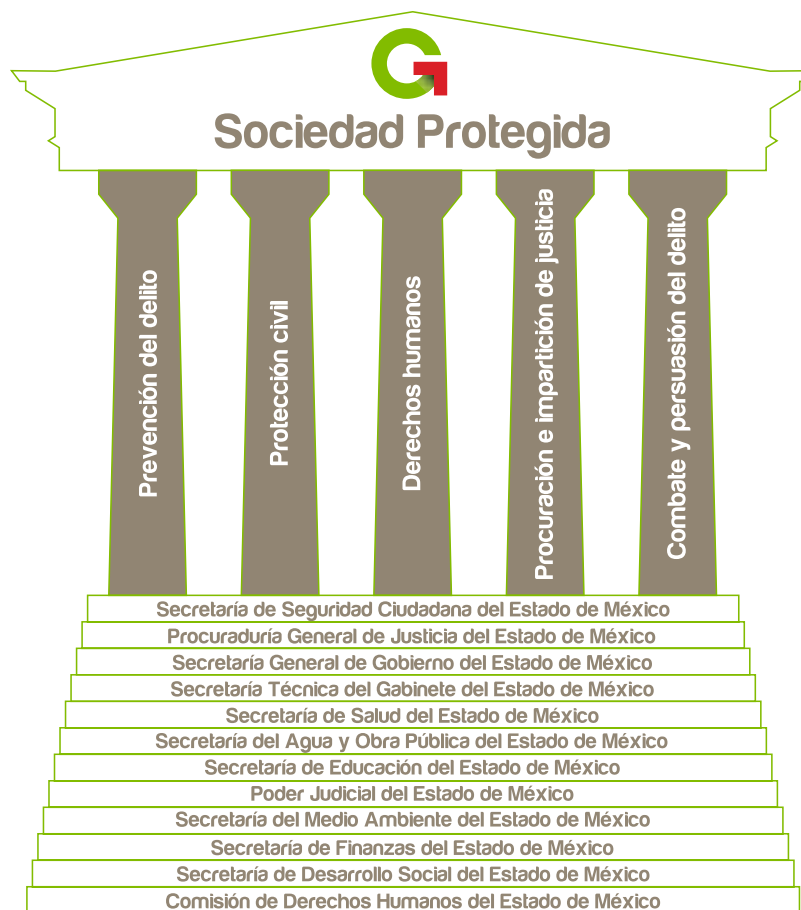 Sociedad Protegida
Prevención del delito
Protección civil
Derechos humanos
Procuración e impartición de justicia
Combate y persuasión del delito
Secretaría de Seguridad Ciudadana del Estado de México
Procuraduría General de Justicia del Estado de México
Secretaría General de Gobierno del Estado de México
Secretaría Técnica del Gabinete del Estado de México
Secretaría de Salud del Estado de México
Secretaría del Agua y Obra Pública del Estado de México
Secretaría de Educación del Estado de México
Poder Judicial del Estado de México
Secretaría del Medio Ambiente del Estado de México
Secretaría de Finanzas del Estado de México
Secretaría de Desarrollo Social del Estado de México
Comisión de Derechos Humanos del Estado de México